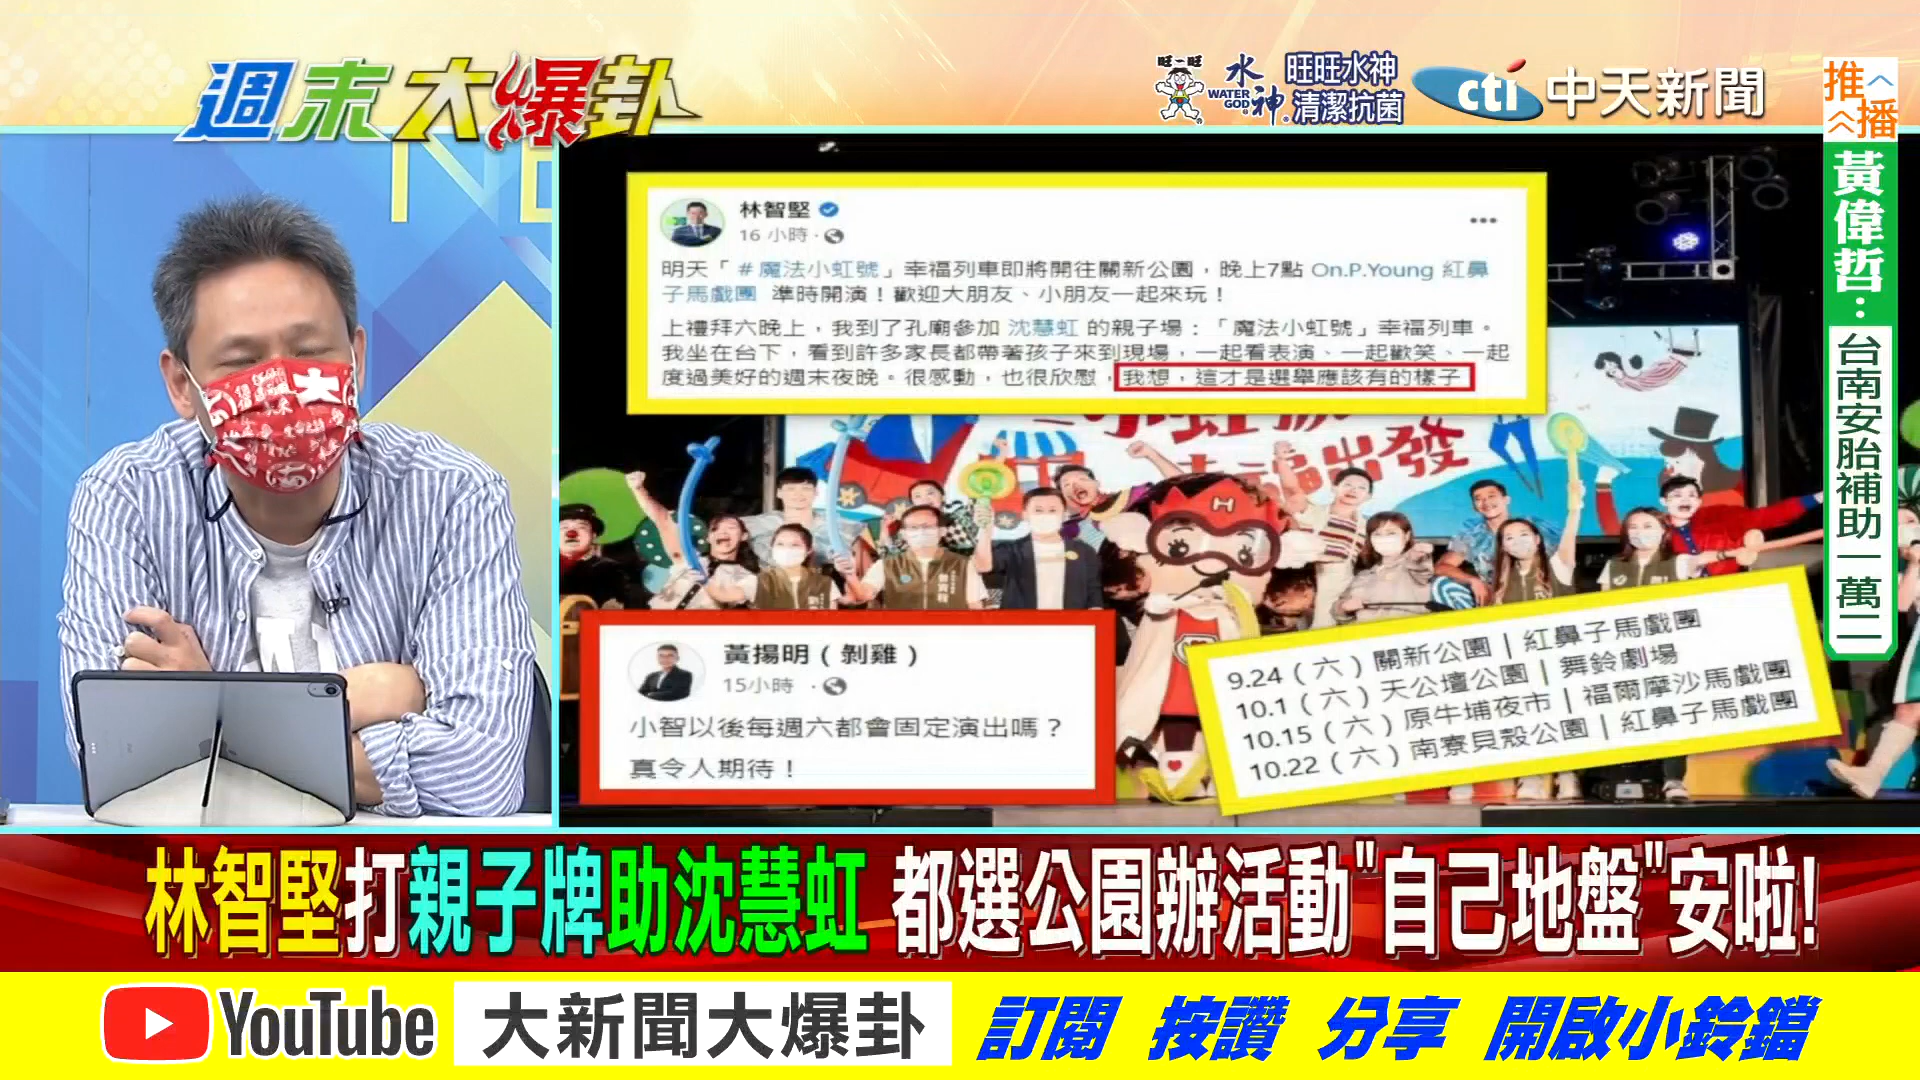 週末大爆卦
旺一旺
水神
WATER GOD
旺旺水神
清潔抗菌
cti 中天新聞
推播
黃偉哲：台南安胎補助一萬二
林智堅
16 小時
明天「#魔法小虹號」幸福列車即將開往關新公園，晚上7點 On.P.Young 紅鼻
子馬戲團 準時開演！歡迎大朋友、小朋友一起來玩！
上禮拜六晚上，我到了孔廟參加 沈慧虹 的親子場：「魔法小虹號」幸福列車。
我坐在台下，看到許多家長都帶著孩子來到現場，一起看表演、一起歡笑、一起
度過美好的週末夜晚。很感動，也很欣慰，我想，這才是選舉應該有的樣子
出發
H
黃揚明（剝雞）
15小時
小智以後每週六都會固定演出嗎？
真令人期待！
9.24（六）關新公園｜紅鼻子馬戲團
10.1（六）天公壇公園｜舞鈴劇場
10.15（六）原牛埔夜市｜福爾摩沙馬戲團
10.22（六）南寮貝殼公園｜紅鼻子馬戲團
林智堅打親子牌助沈慧虹 都選公園辦活動"自己地盤"安啦!
YouTube 大新聞大爆卦 訂閱 按讚 分享 開啟小鈴鐺